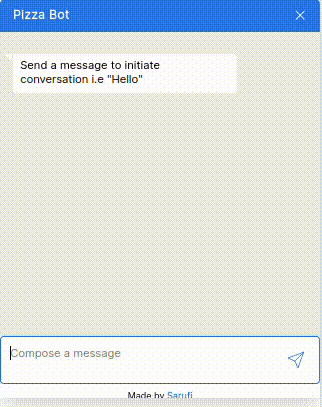 Pizza Bot
Send a message to initiate
conversation i.e "Hello"
Compose a message
Made by Sarufi